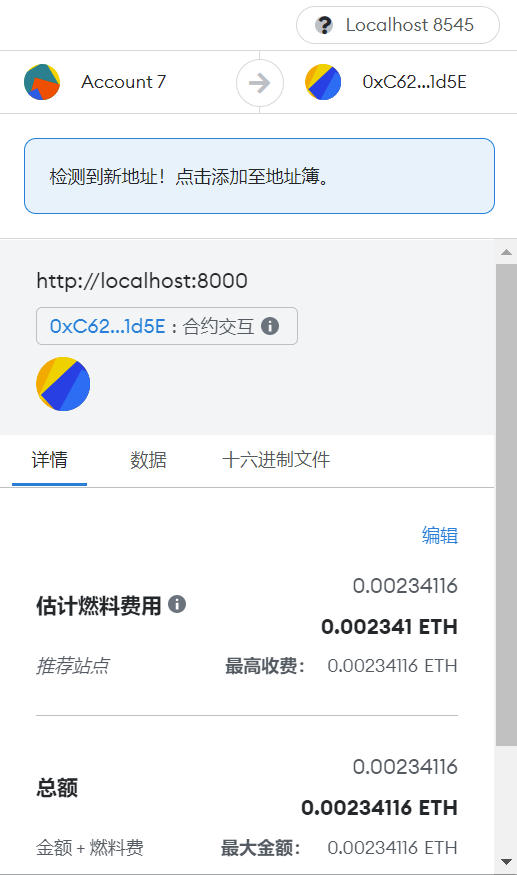 Localhost 8545
Account 7 0xC62...1d5E
检测到新地址！点击添加至地址簿。
http://localhost:8000
0xC62...1d5E : 合约交互
详情 数据 十六进制文件
编辑
0.00234116
估计燃料费用 0.002341 ETH
推荐站点 最高收费： 0.00234116 ETH
0.00234116
总额 0.00234116 ETH
金额 + 燃料费 最大金额： 0.00234116 ETH